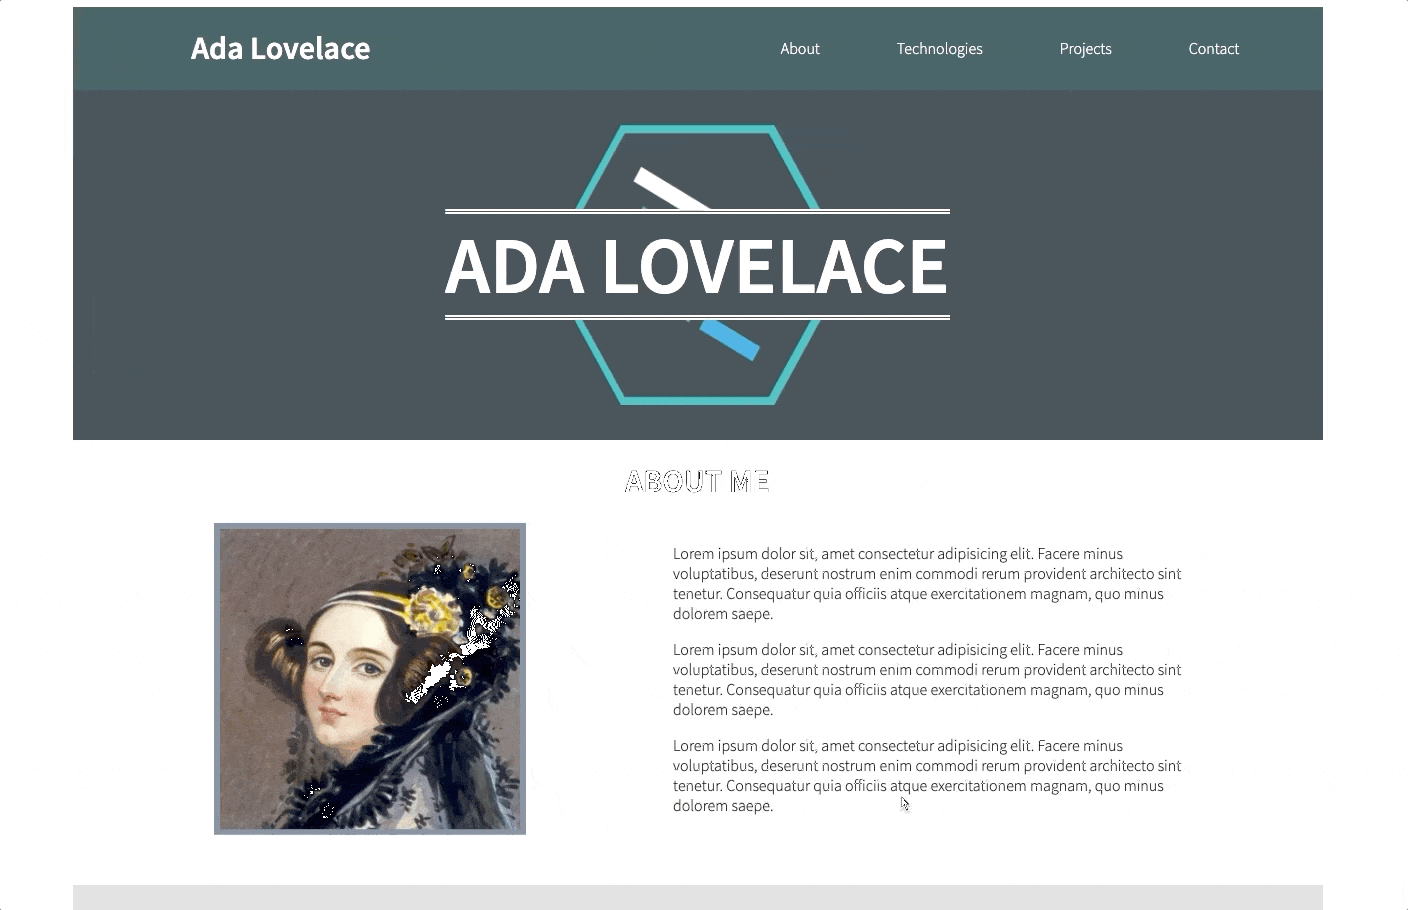 Ada Lovelace
About
Technologies
Projects
Contact
ADA LOVELACE
ABOUT ME
Lorem ipsum dolor sit, amet consectetur adipisicing elit. Facere minus
voluptatibus, deserunt nostrum enim commodi rerum provident architecto sint
tenetur. Consequatur quia officiis atque exercitationem magnam, quo minus
dolorem saepe.
Lorem ipsum dolor sit, amet consectetur adipisicing elit. Facere minus
voluptatibus, deserunt nostrum enim commodi rerum provident architecto sint
tenetur. Consequatur quia officiis atque exercitationem magnam, quo minus
dolorem saepe.
Lorem ipsum dolor sit, amet consectetur adipisicing elit. Facere minus
voluptatibus, deserunt nostrum enim commodi rerum provident architecto sint
tenetur. Consequatur quia officiis atque exercitationem magnam, quo minus
dolorem saepe.